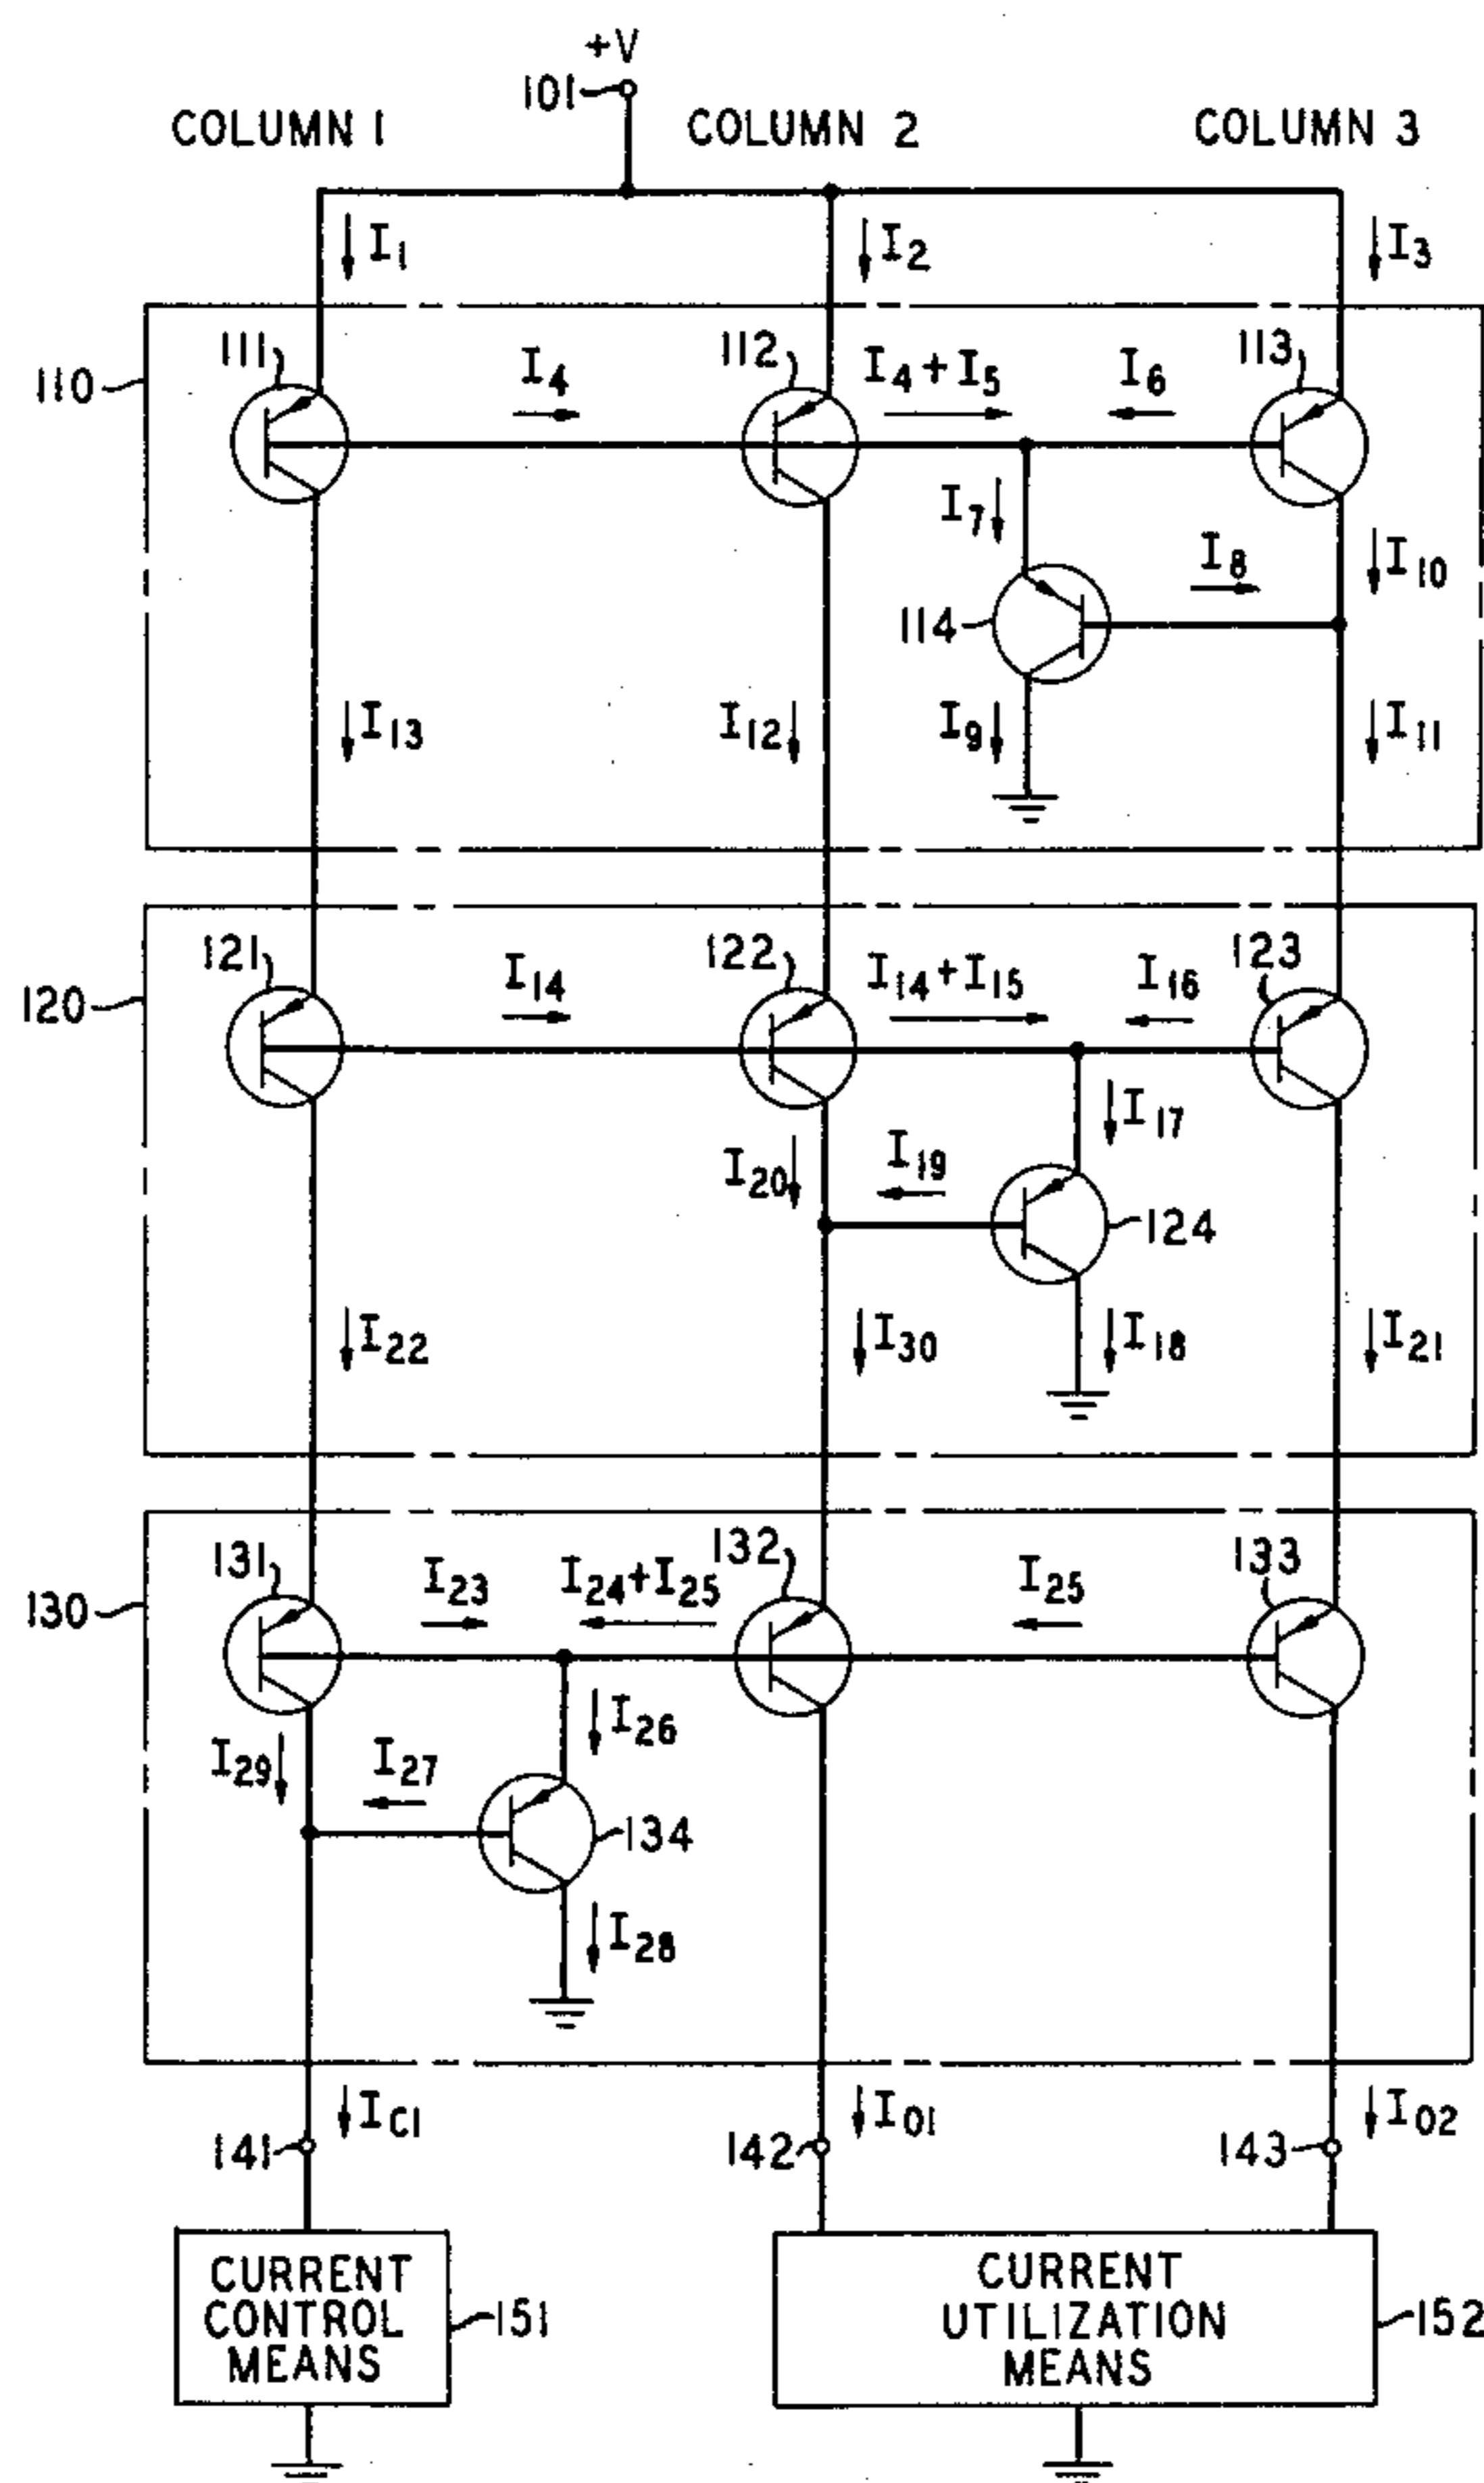 +V
101
COLUMN 1
COLUMN 2
COLUMN 3
I1
I2
I3
110
111
I4
112
I4+I5
I6
113
I7
I8
I10
114
I13
I12
I9
I11
120
121
I14
122
I14+I15
I16
123
I17
I20
I19
124
I22
I30
I18
I21
130
131
I23
I24+I25
132
I25
133
I26
I29
I27
134
I28
IC1
IO1
IO2
141
142
143
CURRENT
CONTROL
MEANS
151
CURRENT
UTILIZATION
MEANS
152